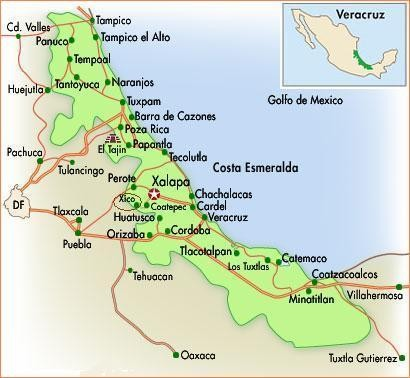 Tampico
Cd. Valles
Panuco
Tampico el Alto
Tempoal
Tantoyuca
Naranjos
Huejutla
Tuxpam
Barra de Cazones
Poza Rica
El Tajín
Papantla
Pachuca
Tulancingo
Tecolutla
Costa Esmeralda
Golfo de Mexico
Veracruz
Perote
Xalapa
Xico
Coatepec
Chachalacas
Cardel
DF
Tlaxcala
Huatusco
Veracruz
Puebla
Orizaba
Cordoba
Tlacotalpan
Los Tuxtlas
Catemaco
Tehuacan
Coatzacoalcos
Minatitlan
Villahermosa
Oaxaca
Tuxtla Gutierrez